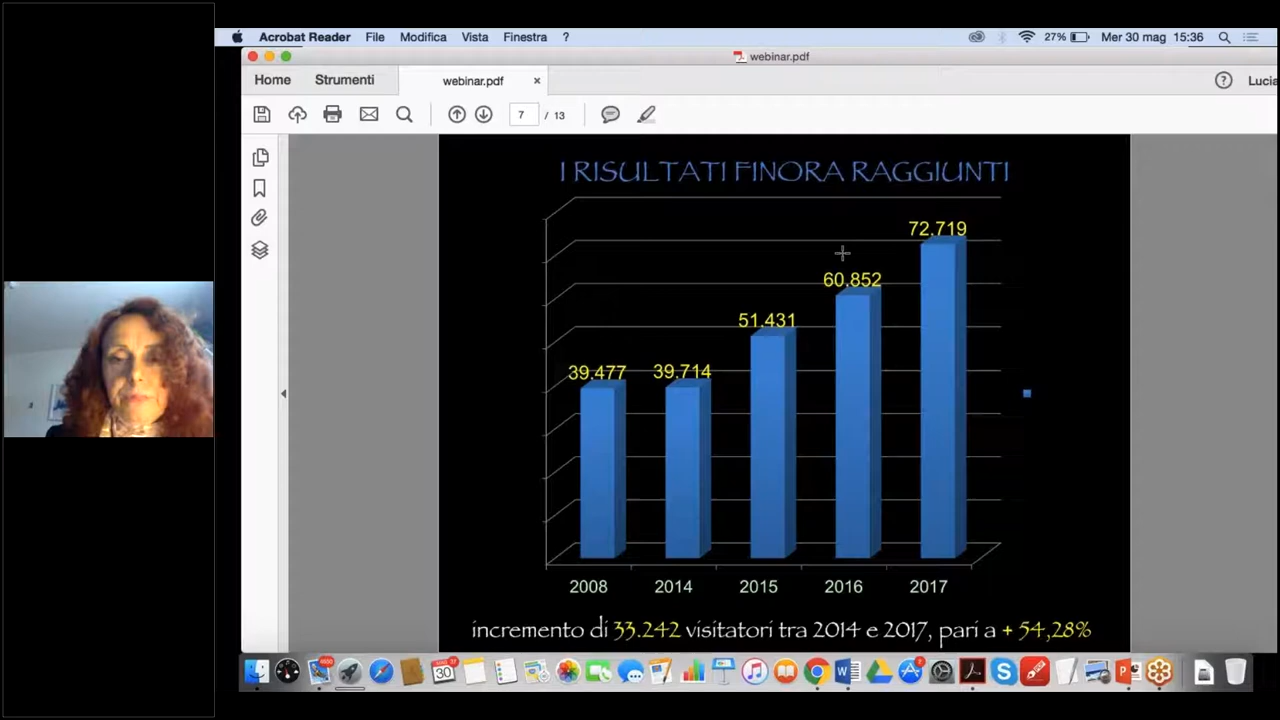 Acrobat Reader File Modifica Vista Finestra ? 27% Mer 30 mag 15:36
webinar.pdf
Home Strumenti webinar.pdf × ? Lucia
7 / 13
I RISULTATI FINORA RAGGIUNTI
72.719
60.852
51.431
39.477 39.714
2008 2014 2015 2016 2017
incremento di 33.242 visitatori tra 2014 e 2017, pari a + 54,28%
30